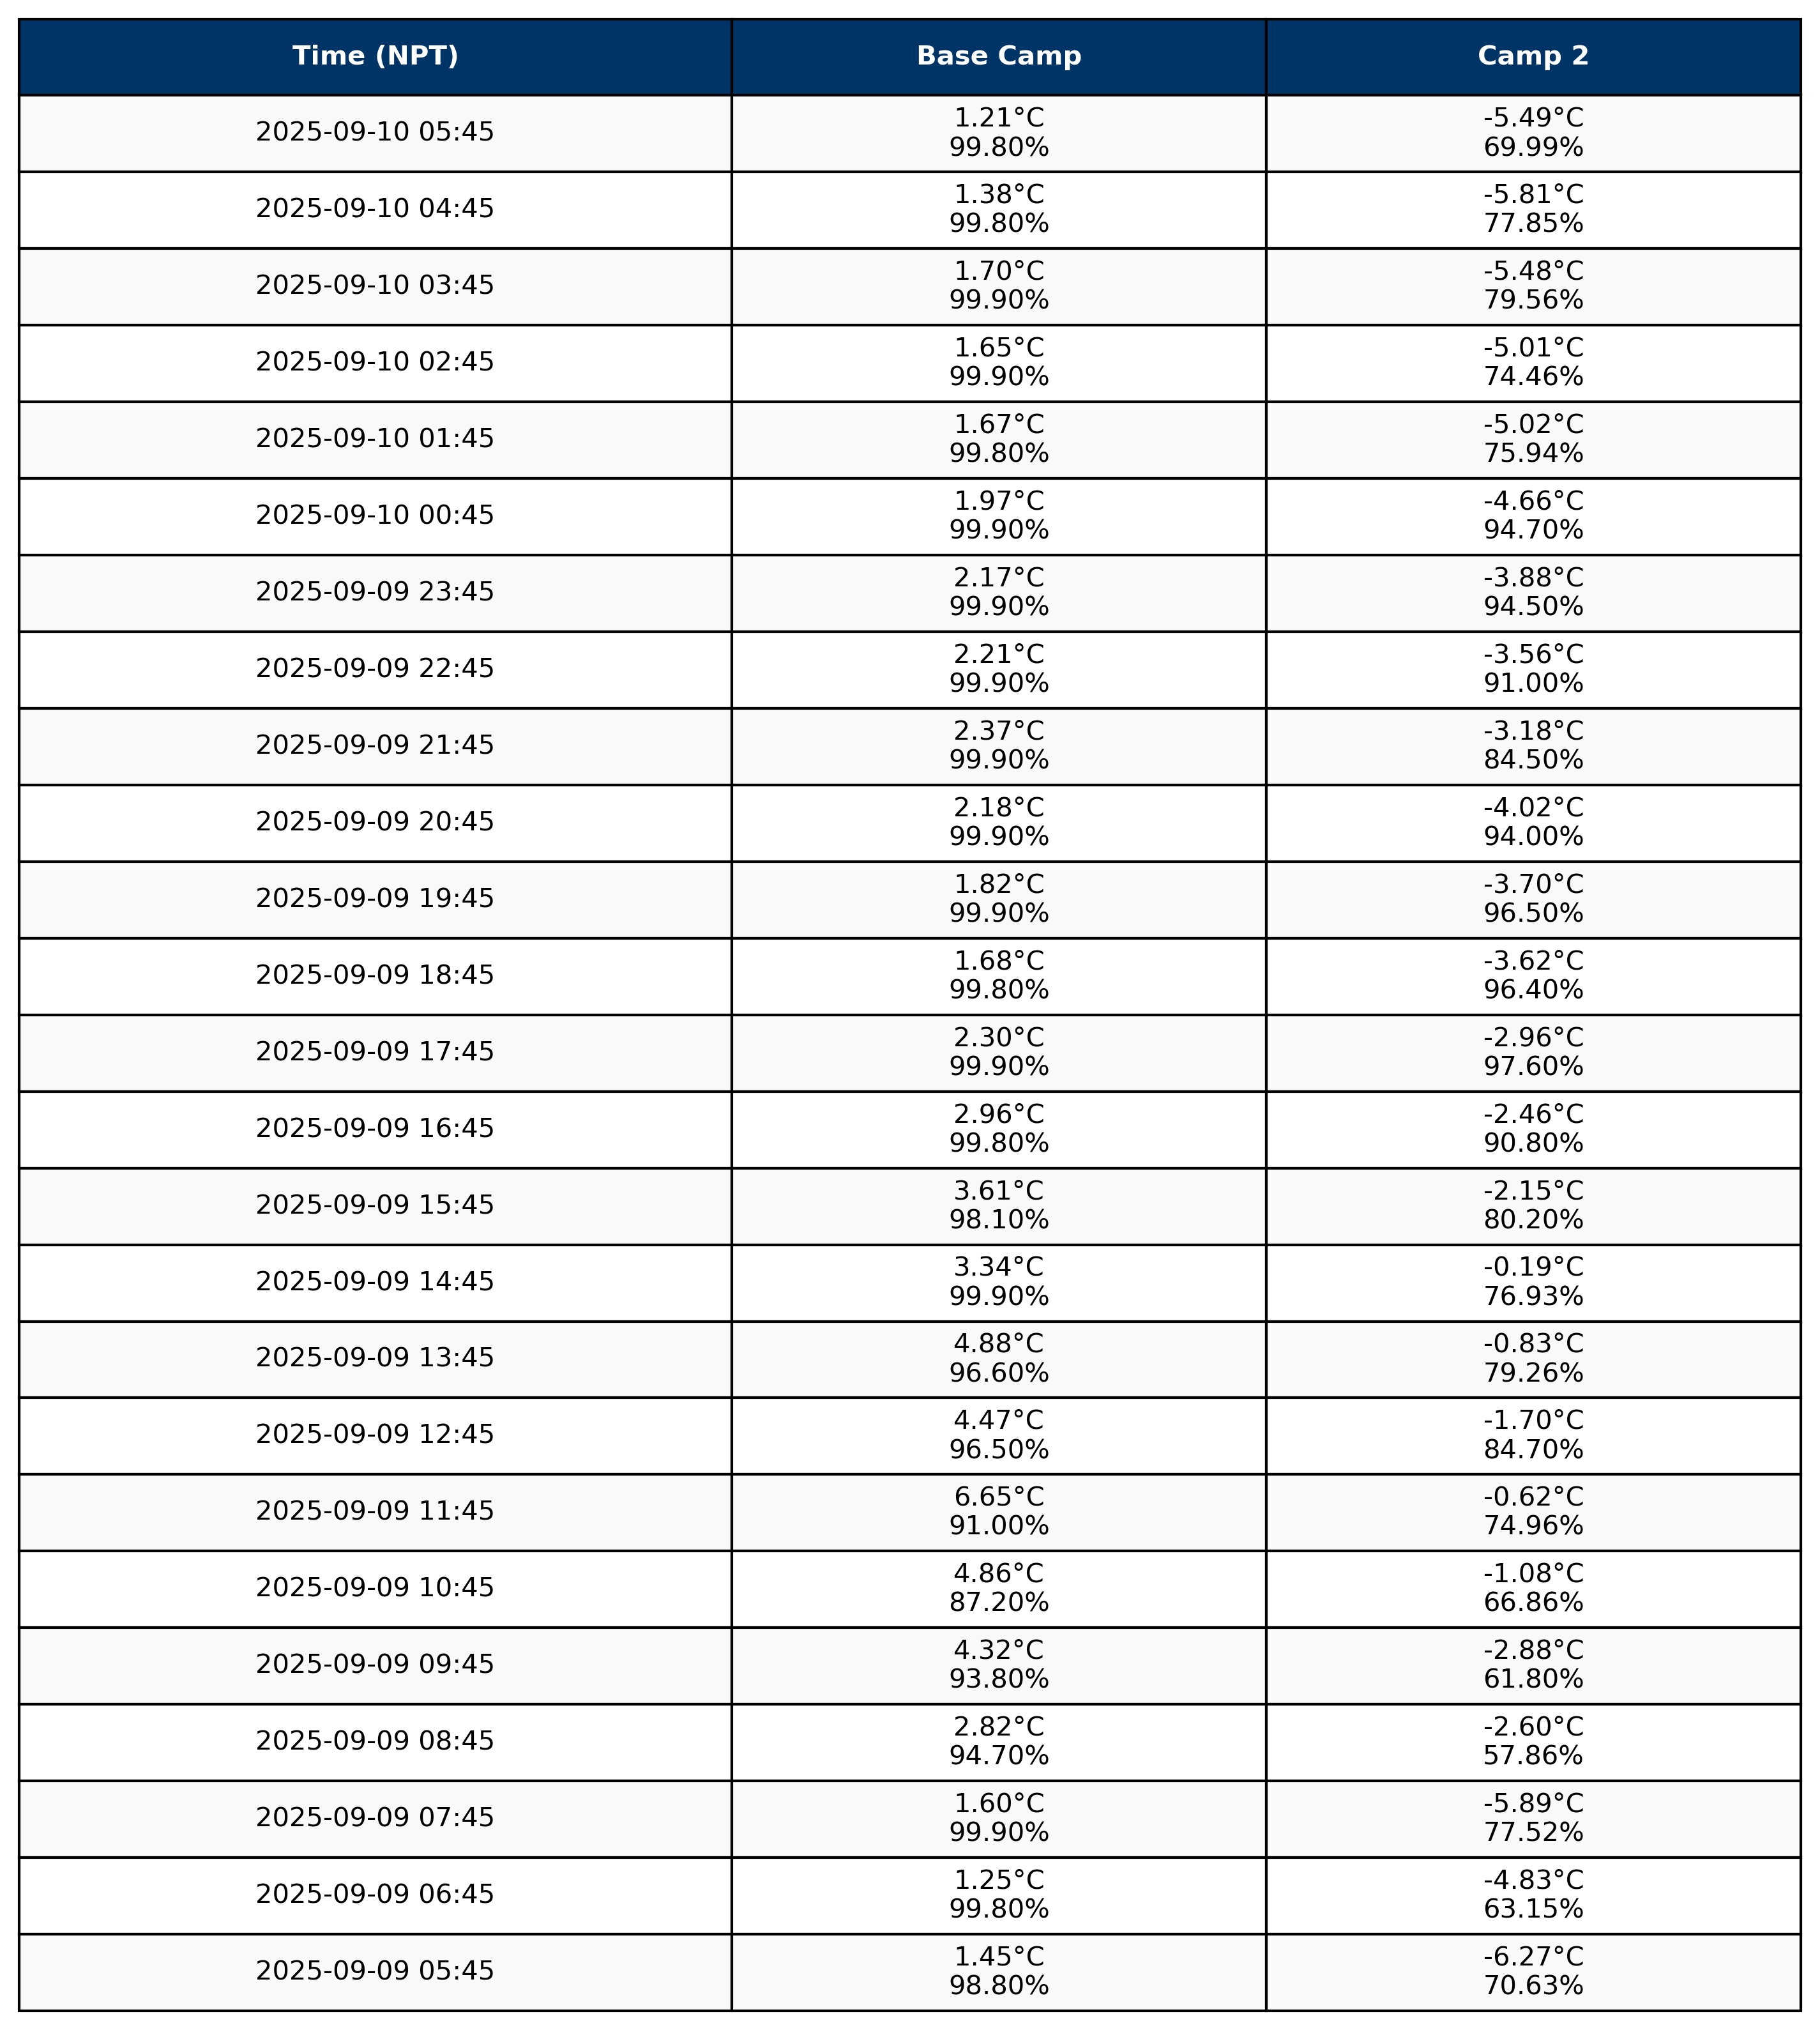 Time (NPT) Base Camp Camp 2
2025-09-10 05:45 1.21°C -5.49°C
99.80% 69.99%
2025-09-10 04:45 1.38°C -5.81°C
99.80% 77.85%
2025-09-10 03:45 1.70°C -5.48°C
99.90% 79.56%
2025-09-10 02:45 1.65°C -5.01°C
99.90% 74.46%
2025-09-10 01:45 1.67°C -5.02°C
99.80% 75.94%
2025-09-10 00:45 1.97°C -4.66°C
99.90% 94.70%
2025-09-09 23:45 2.17°C -3.88°C
99.90% 94.50%
2025-09-09 22:45 2.21°C -3.56°C
99.90% 91.00%
2025-09-09 21:45 2.37°C -3.18°C
99.90% 84.50%
2025-09-09 20:45 2.18°C -4.02°C
99.90% 94.00%
2025-09-09 19:45 1.82°C -3.70°C
99.90% 96.50%
2025-09-09 18:45 1.68°C -3.62°C
99.80% 96.40%
2025-09-09 17:45 2.30°C -2.96°C
99.90% 97.60%
2025-09-09 16:45 2.96°C -2.46°C
99.80% 90.80%
2025-09-09 15:45 3.61°C -2.15°C
98.10% 80.20%
2025-09-09 14:45 3.34°C -0.19°C
99.90% 76.93%
2025-09-09 13:45 4.88°C -0.83°C
96.60% 79.26%
2025-09-09 12:45 4.47°C -1.70°C
96.50% 84.70%
2025-09-09 11:45 6.65°C -0.62°C
91.00% 74.96%
2025-09-09 10:45 4.86°C -1.08°C
87.20% 66.86%
2025-09-09 09:45 4.32°C -2.88°C
93.80% 61.80%
2025-09-09 08:45 2.82°C -2.60°C
94.70% 57.86%
2025-09-09 07:45 1.60°C -5.89°C
99.90% 77.52%
2025-09-09 06:45 1.25°C -4.83°C
99.80% 63.15%
2025-09-09 05:45 1.45°C -6.27°C
98.80% 70.63%